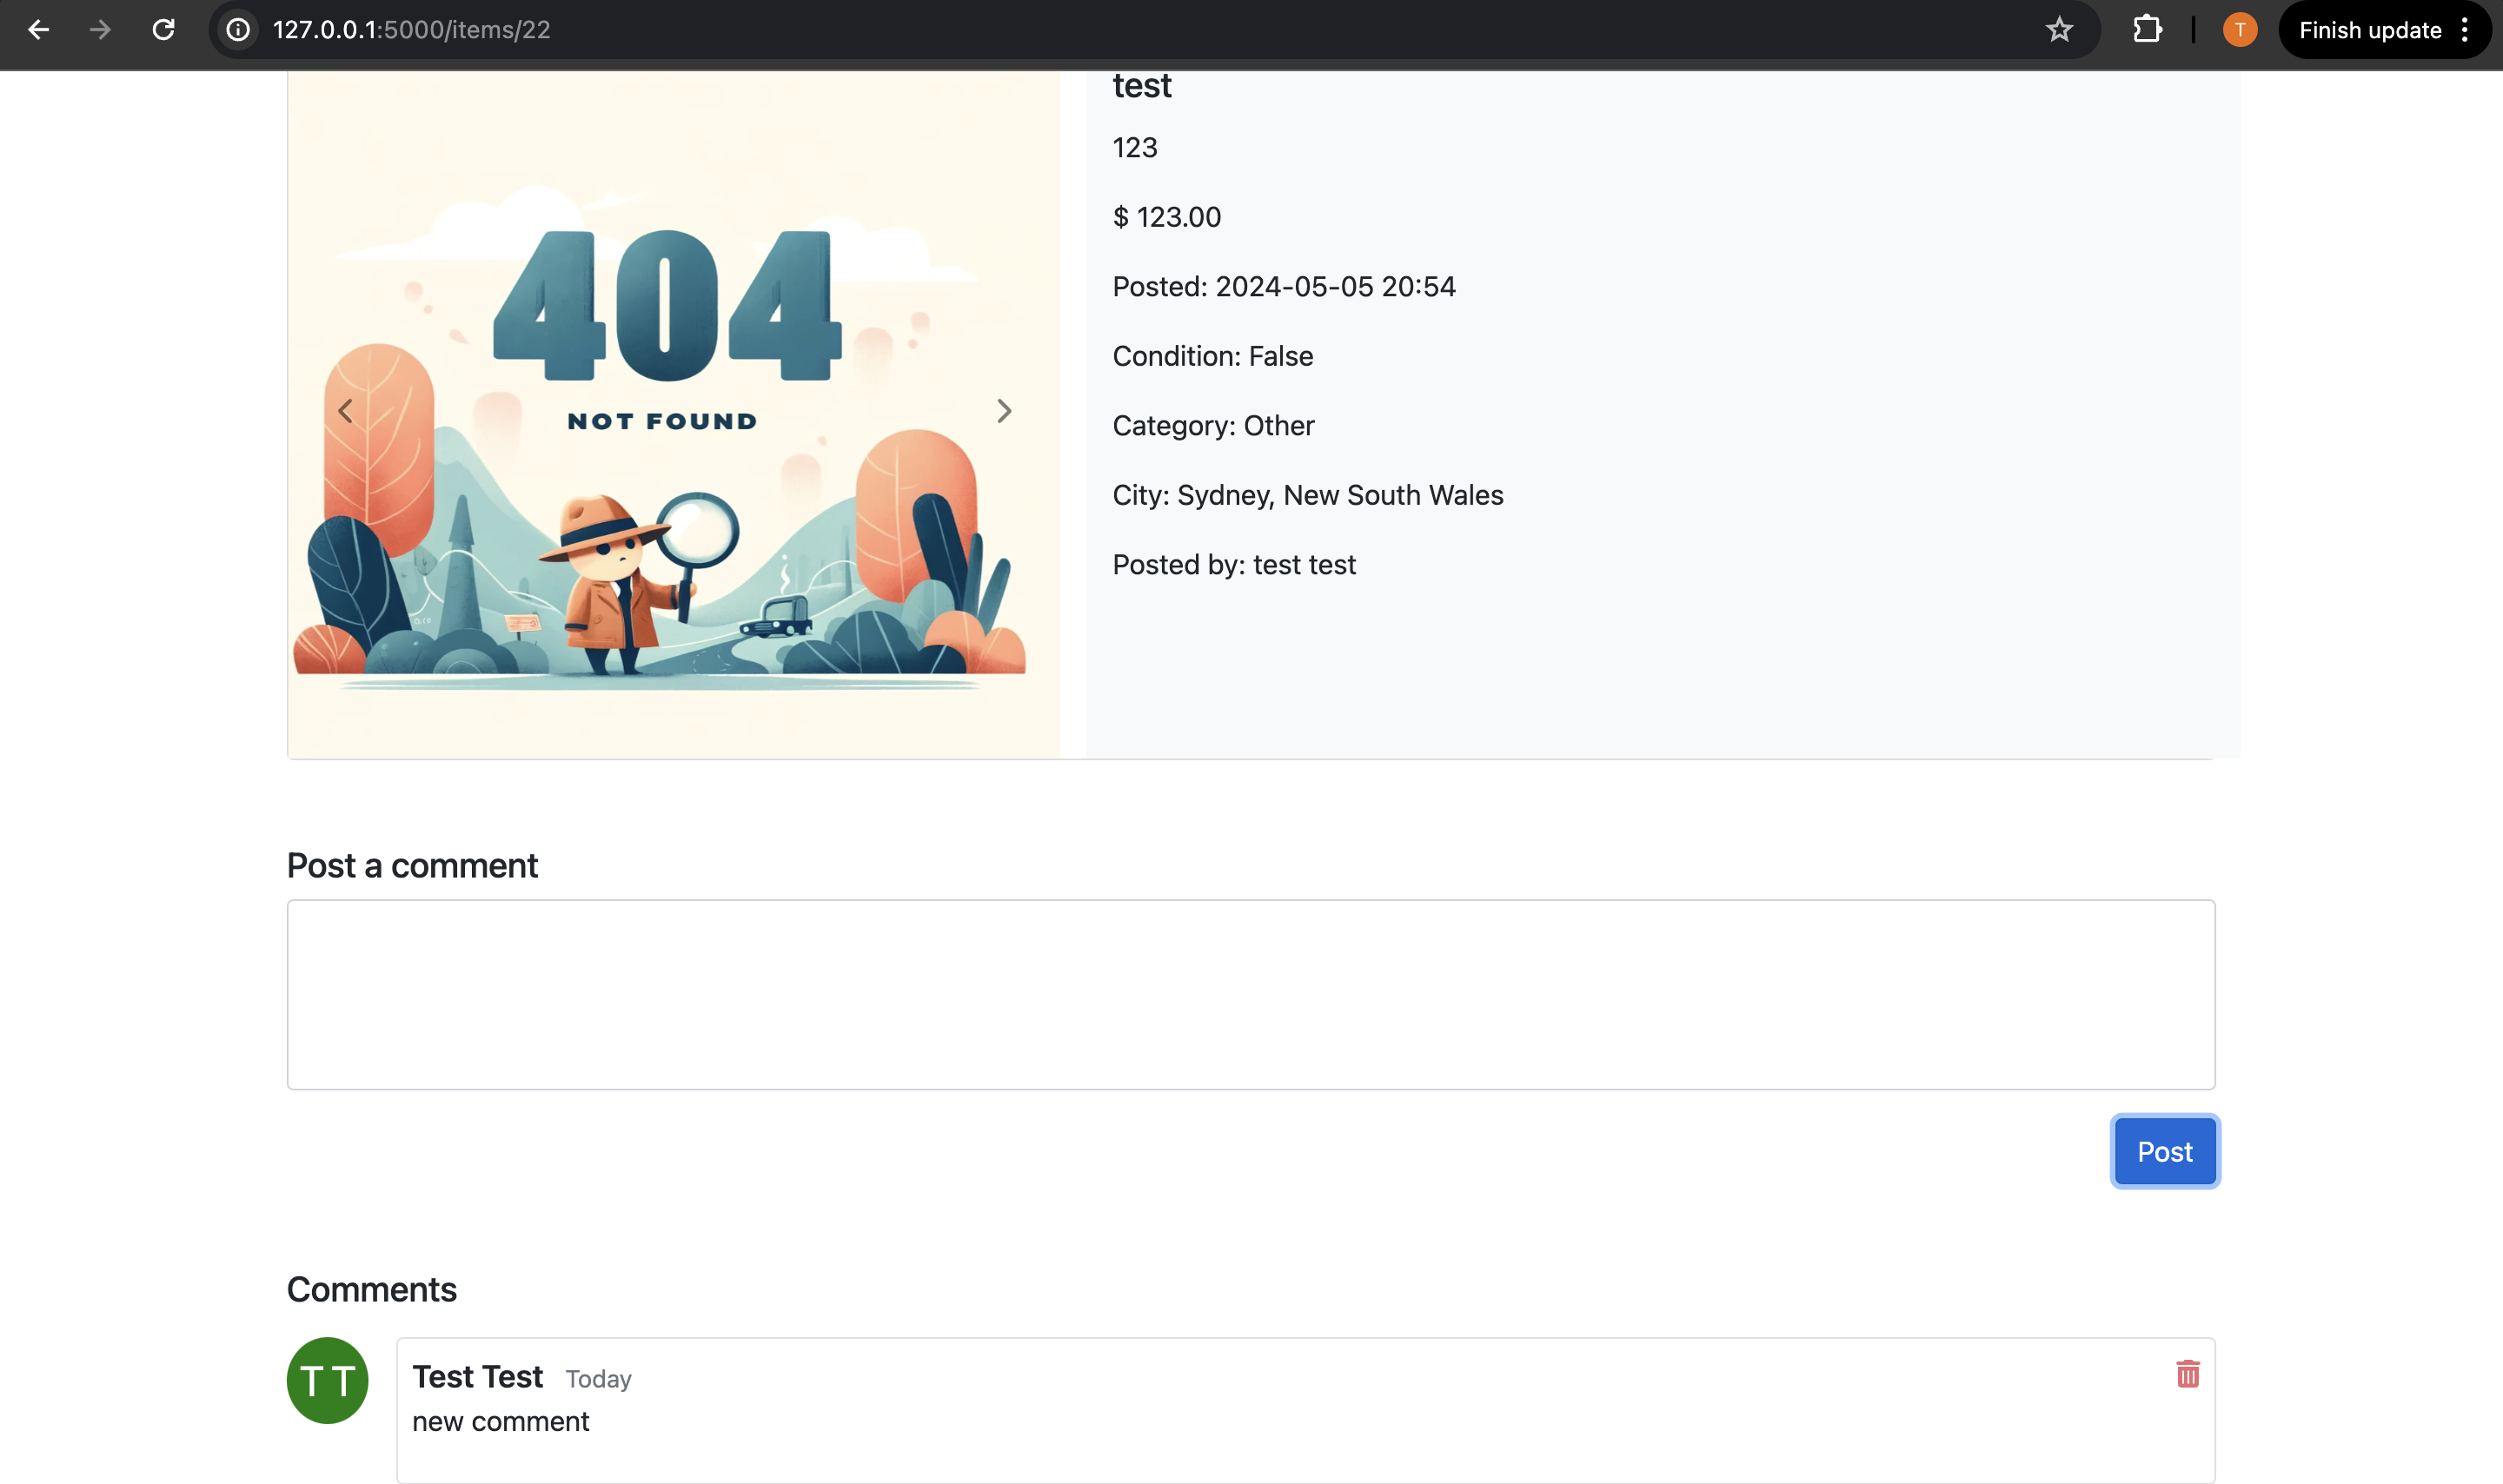 127.0.0.1:5000/items/22
T
Finish update
test
123
$ 123.00
Posted: 2024-05-05 20:54
Condition: False
Category: Other
City: Sydney, New South Wales
Posted by: test test
404
NOT FOUND
Post a comment
Post
Comments
TT
Test Test Today
new comment